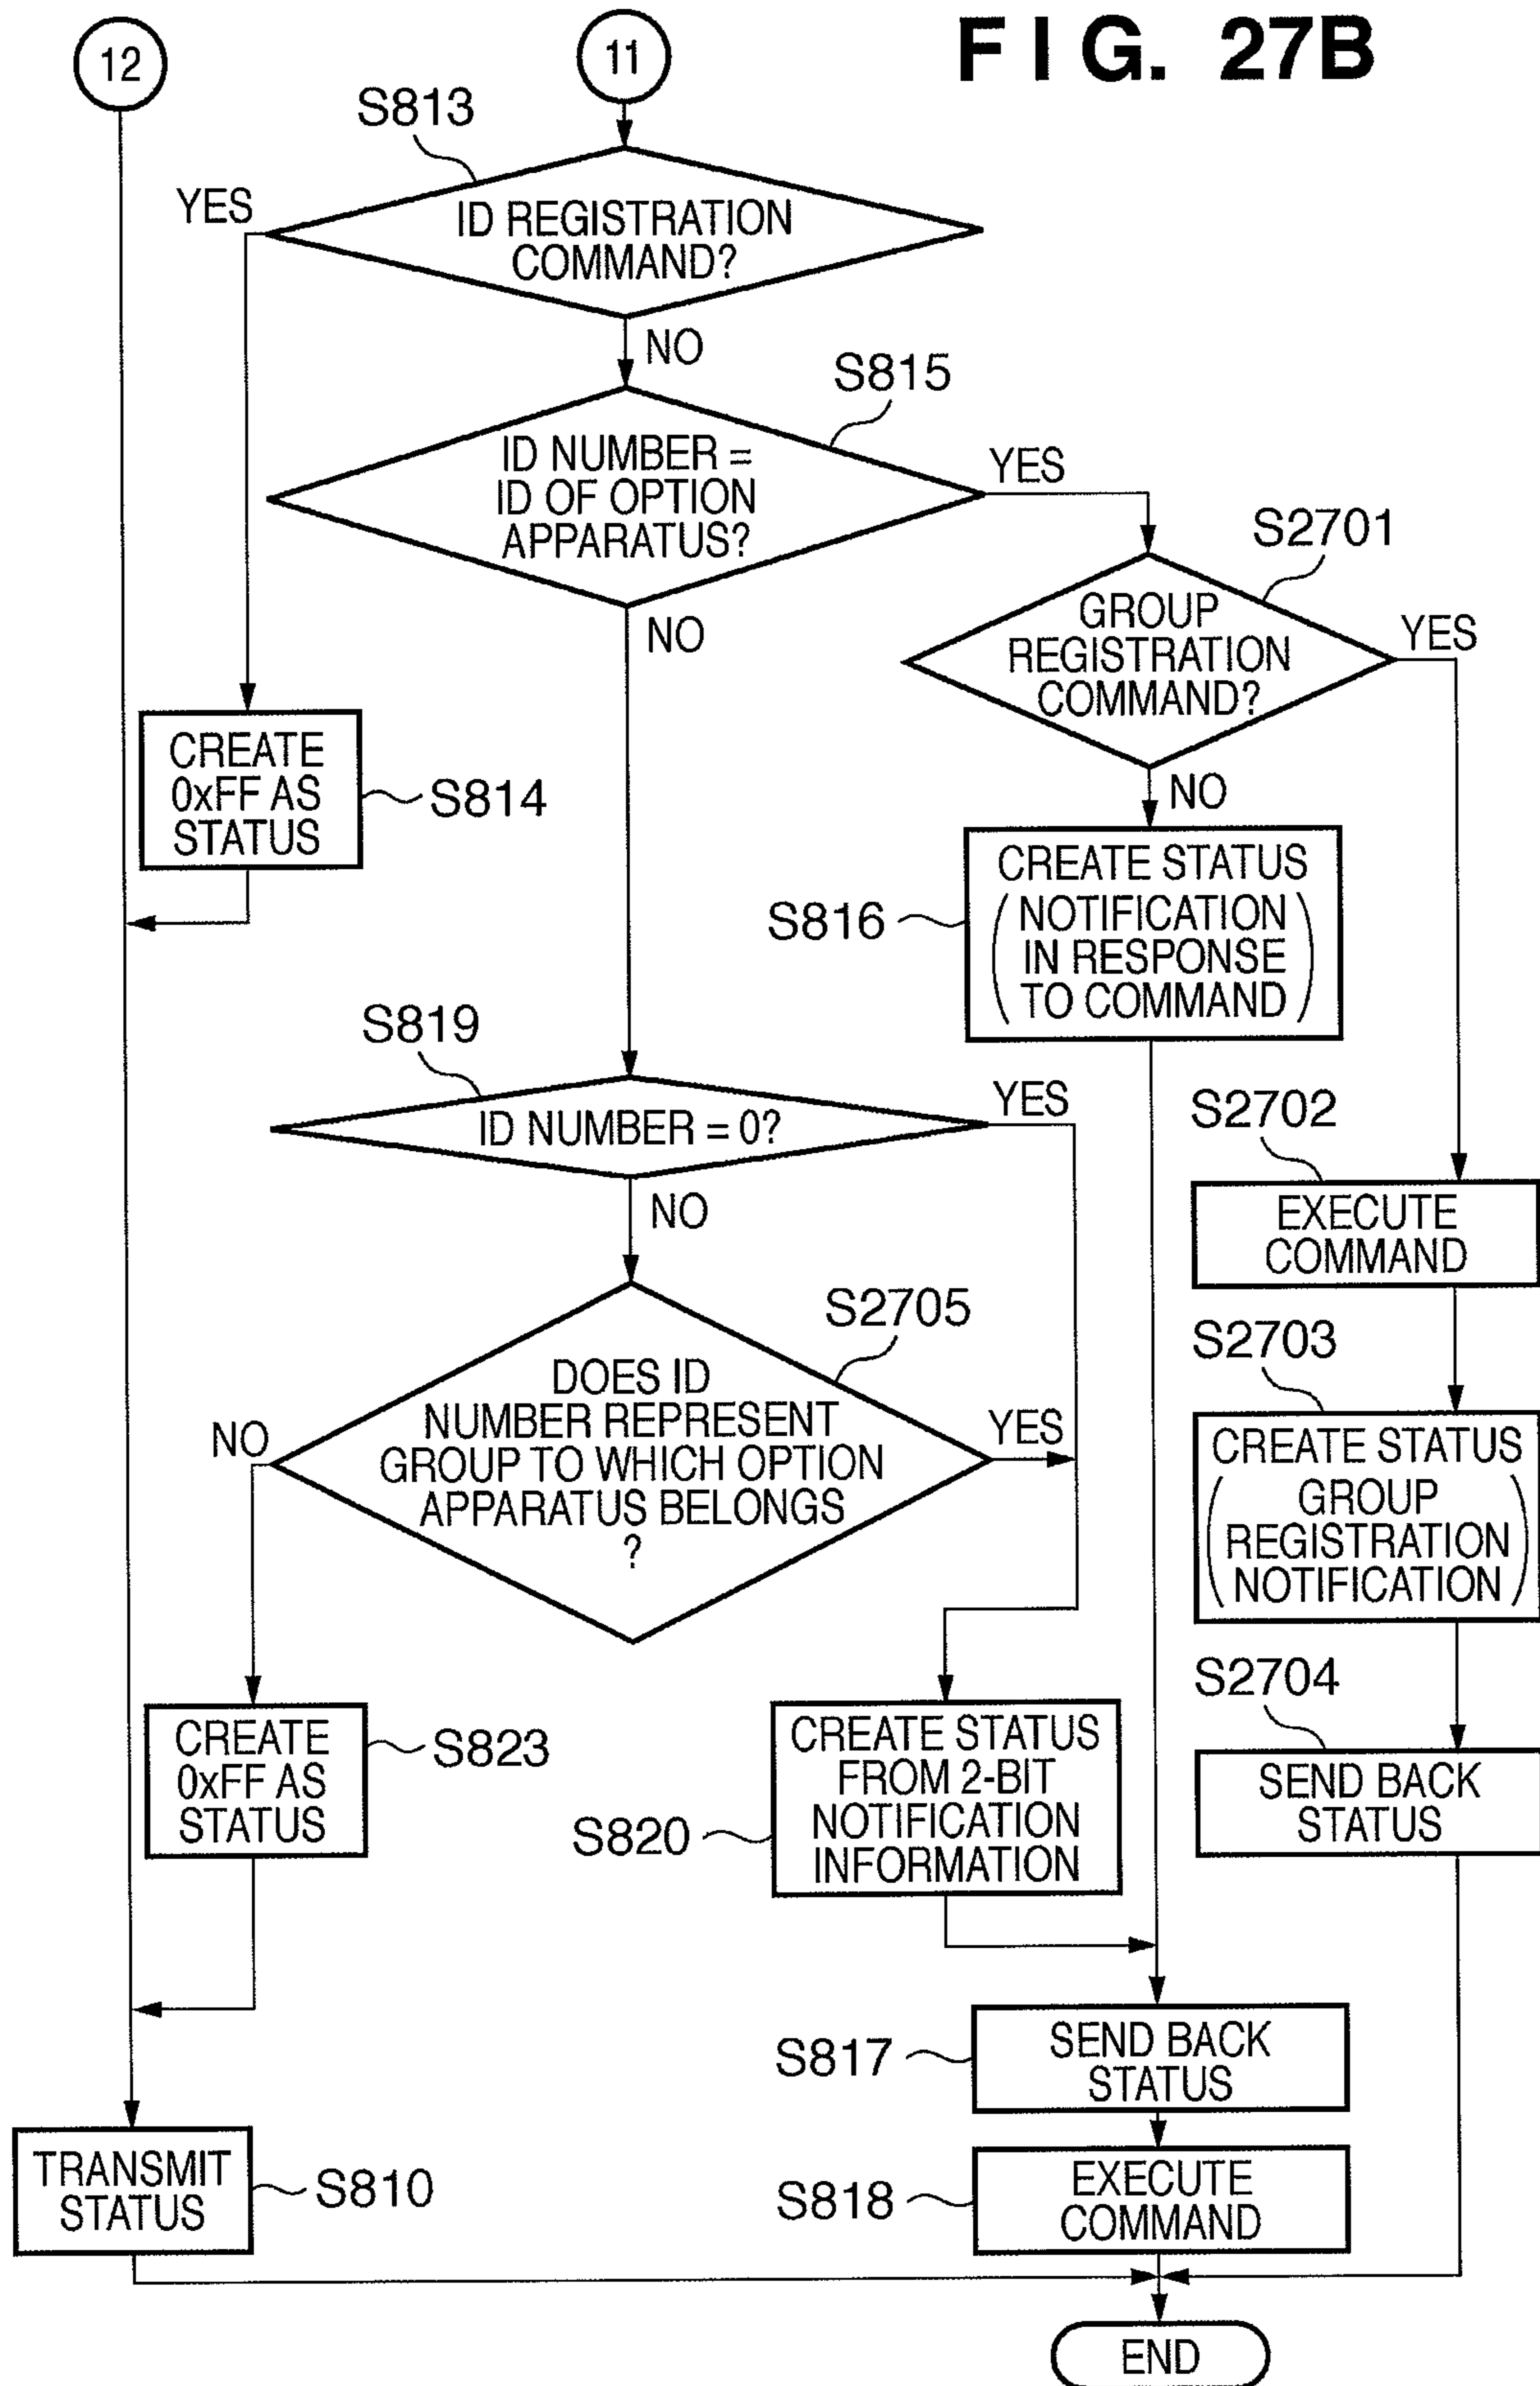 FIG. 27B
12
11
S813
YES
ID REGISTRATION
COMMAND?
NO
S815
ID NUMBER =
ID OF OPTION
APPARATUS?
YES
NO
S2701
GROUP
REGISTRATION
COMMAND?
YES
NO
CREATE
0xFF AS
STATUS
S814
CREATE STATUS
NOTIFICATION
IN RESPONSE
TO COMMAND
S816
S819
ID NUMBER = 0?
YES
NO
S2702
EXECUTE
COMMAND
S2705
DOES ID
NUMBER REPRESENT
GROUP TO WHICH OPTION
APPARATUS BELONGS
?
NO
YES
S2703
CREATE STATUS
GROUP
REGISTRATION
NOTIFICATION
S2704
SEND BACK
STATUS
CREATE
0xFF AS
STATUS
S823
CREATE STATUS
FROM 2-BIT
NOTIFICATION
INFORMATION
S820
SEND BACK
STATUS
S817
TRANSMIT
STATUS
S810
EXECUTE
COMMAND
S818
END